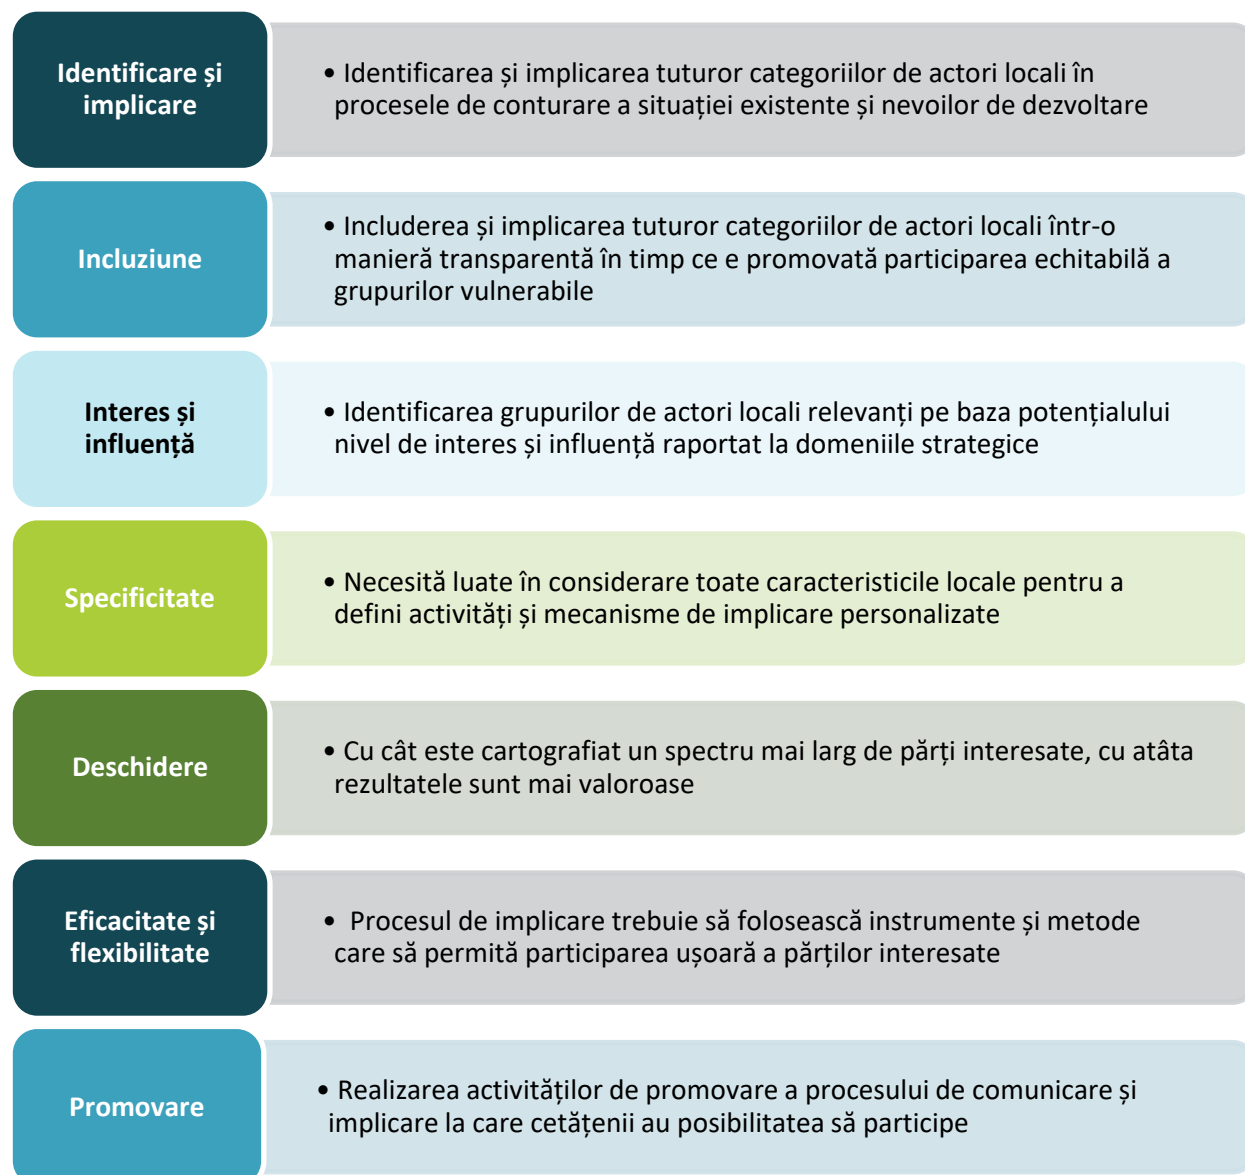 Identificare și
implicare
• Identificarea și implicarea tuturor categoriilor de actori locali în
procesele de conturare a situației existente și nevoilor de dezvoltare
Incluziune
• Includerea și implicarea tuturor categoriilor de actori locali într-o
manieră transparentă în timp ce e promovată participarea echitabilă a
grupurilor vulnerabile
Interes și
influență
• Identificarea grupurilor de actori locali relevanți pe baza potențialului
nivel de interes și influență raportat la domeniile strategice
Specificitate
• Necesită luate în considerare toate caracteristicile locale pentru a
defini activități și mecanisme de implicare personalizate
Deschidere
• Cu cât este cartografiat un spectru mai larg de părți interesate, cu atâta
rezultatele sunt mai valoroase
Eficacitate și
flexibilitate
• Procesul de implicare trebuie să folosească instrumente și metode
care să permită participarea ușoară a părților interesate
Promovare
• Realizarea activităților de promovare a procesului de comunicare și
implicare la care cetățenii au posibilitatea să participe